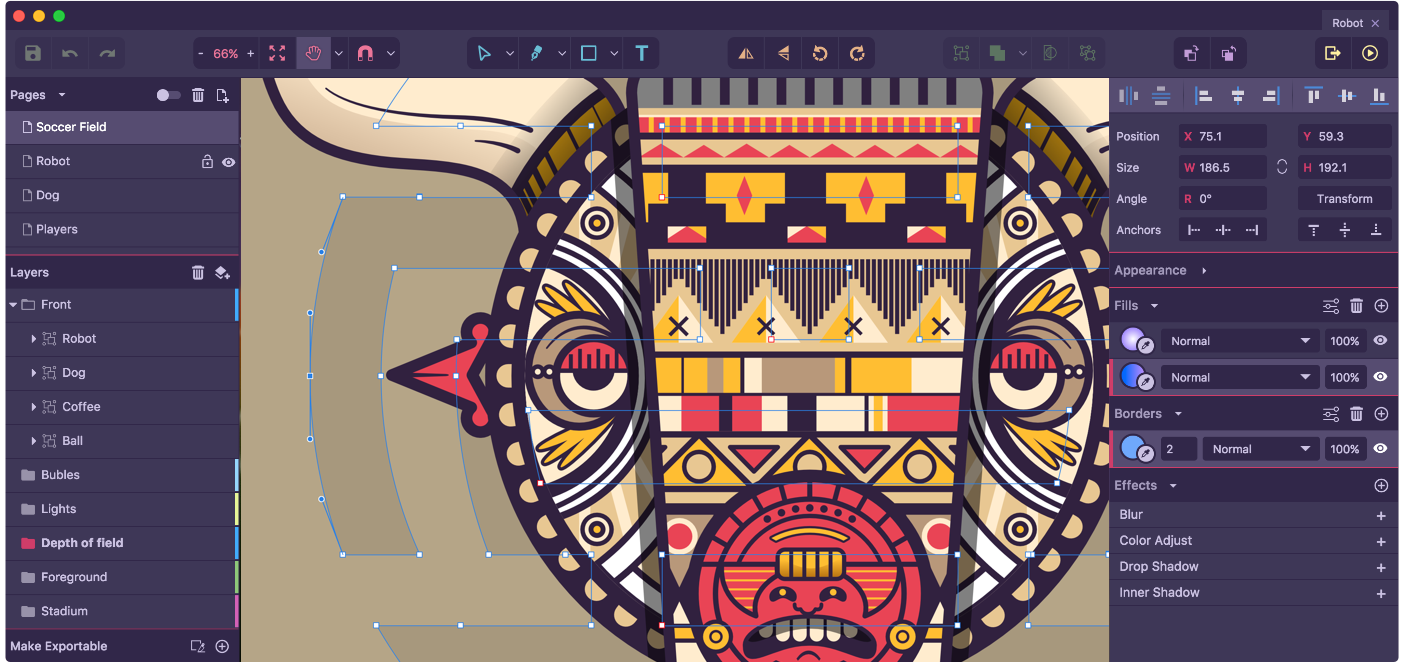 Robot ×
- 66% +
T
Pages
Soccer Field
Robot
Dog
Players
Layers
Front
Robot
Dog
Coffee
Ball
Bubles
Lights
Depth of field
Foreground
Stadium
Make Exportable
Position X 75.1 Y 59.3
Size W 186.5 H 192.1
Angle R 0° Transform
Anchors
Appearance
Fills
Normal 100%
Normal 100%
Borders
2 Normal 100%
Effects
Blur +
Color Adjust +
Drop Shadow +
Inner Shadow +